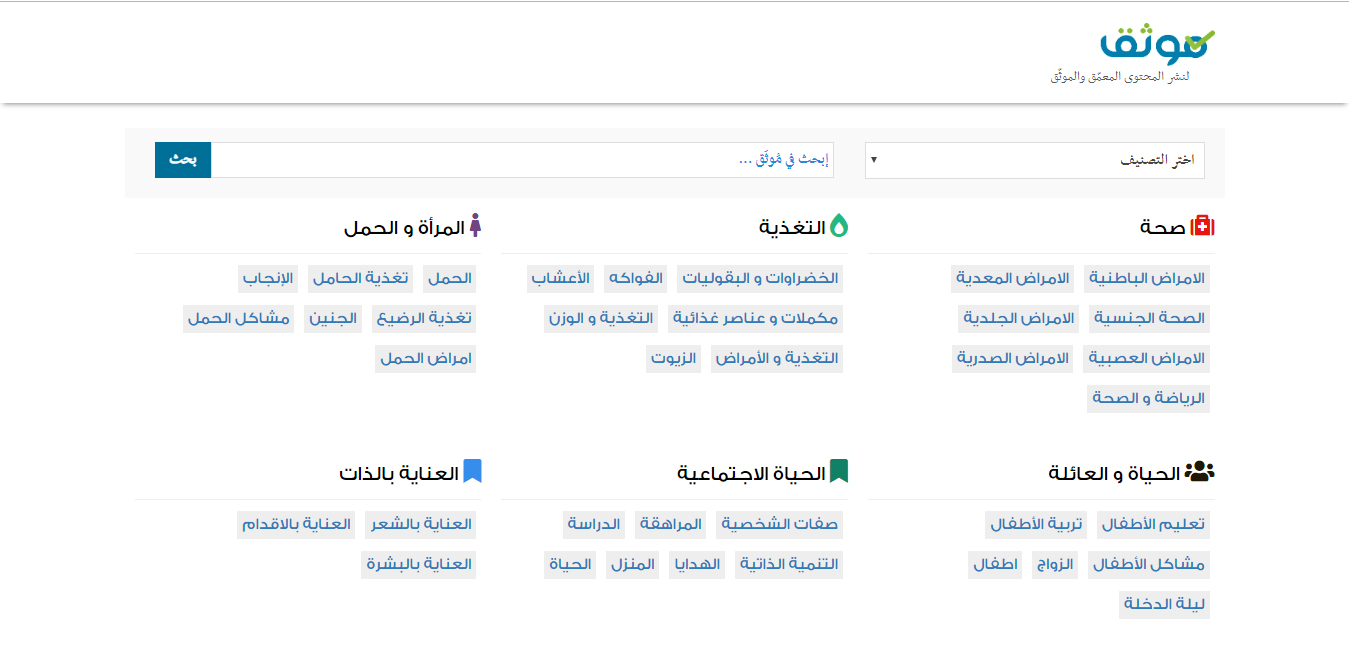 موثق
لنشر المحتوى المعمّق والموثّق
اختر التصنيف
إبحث في مُوثَق ...
بحث
صحة
الامراض الباطنية الامراض المعدية
الصحة الجنسية الامراض الجلدية
الامراض العصبية الامراض الصدرية
الرياضة و الصحة
التغذية
الخضراوات و البقوليات الفواكه الأعشاب
مكملات و عناصر غذائية التغذية و الوزن
التغذية و الأمراض الزيوت
المرأة و الحمل
الحمل تغذية الحامل الإنجاب
تغذية الرضيع الجنين مشاكل الحمل
امراض الحمل
الحياة و العائلة
تعليم الأطفال تربية الأطفال
مشاكل الأطفال الزواج اطفال
ليلة الدخلة
الحياة الاجتماعية
صفات الشخصية المراهقة الدراسة
التنمية الذاتية الهدايا المنزل الحياة
العناية بالذات
العناية بالشعر العناية بالاقدام
العناية بالبشرة